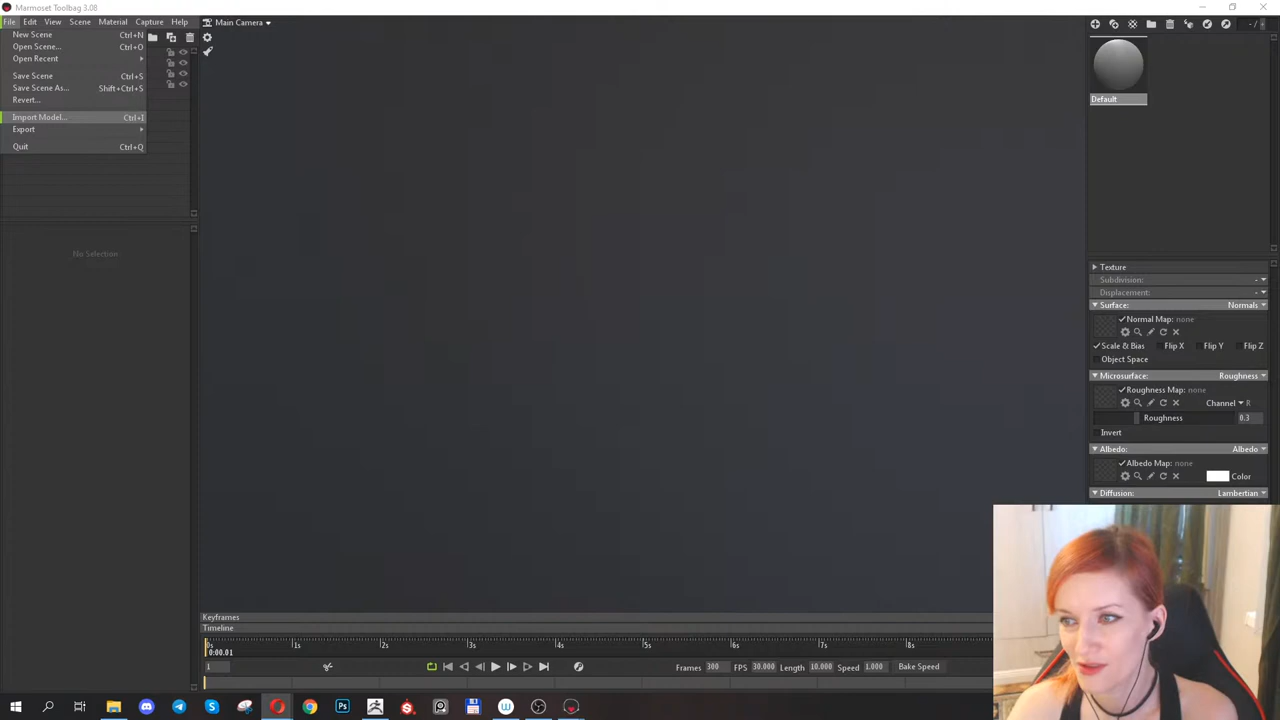 Marmoset Toolbag 3.08
File Edit View Scene Material Capture Help
Main Camera
New Scene Ctrl+N
Open Scene... Ctrl+O
Open Recent
Save Scene Ctrl+S
Save Scene As... Shift+Ctrl+S
Revert...
Import Model... Ctrl+I
Export
Quit Ctrl+Q
No Selection
- /
Default
Texture
Subdivision: -
Displacement: -
Surface: Normals
Normal Map: none
Scale & Bias Flip X Flip Y Flip Z
Object Space
Microsurface: Roughness
Roughness Map: none
Channel R
Roughness 0.3
Invert
Albedo: Albedo
Albedo Map: none
Color
Diffusion: Lambertian
Keyframes
Timeline
0s 1s 2s 3s 4s 5s 6s 7s 8s
0:00.01
1 Frames 300 FPS 30.000 Length 10.000 Speed 1.000 Bake Speed
Ps